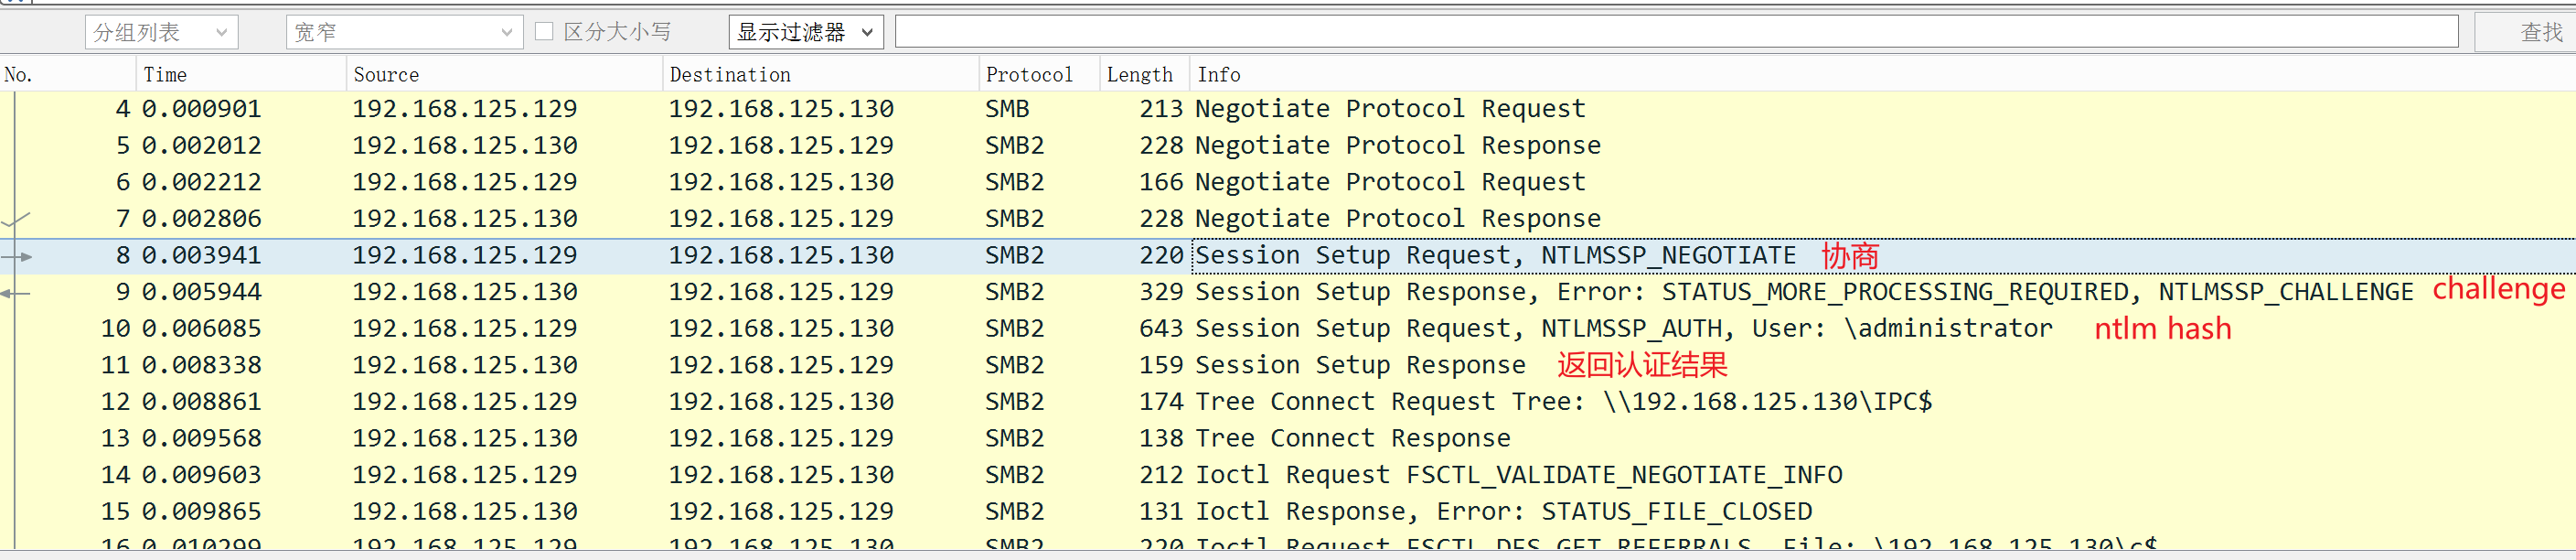 分组列表 宽窄 区分大小写 显示过滤器 查找
No. Time Source Destination Protocol Length Info
4 0.000901 192.168.125.129 192.168.125.130 SMB 213 Negotiate Protocol Request
5 0.002012 192.168.125.130 192.168.125.129 SMB2 228 Negotiate Protocol Response
6 0.002212 192.168.125.129 192.168.125.130 SMB2 166 Negotiate Protocol Request
7 0.002806 192.168.125.130 192.168.125.129 SMB2 228 Negotiate Protocol Response
8 0.003941 192.168.125.129 192.168.125.130 SMB2 220 Session Setup Request, NTLMSSP_NEGOTIATE 协商
9 0.005944 192.168.125.130 192.168.125.129 SMB2 329 Session Setup Response, Error: STATUS_MORE_PROCESSING_REQUIRED, NTLMSSP_CHALLENGE challenge
10 0.006085 192.168.125.129 192.168.125.130 SMB2 643 Session Setup Request, NTLMSSP_AUTH, User: \administrator ntlm hash
11 0.008338 192.168.125.130 192.168.125.129 SMB2 159 Session Setup Response 返回认证结果
12 0.008861 192.168.125.129 192.168.125.130 SMB2 174 Tree Connect Request Tree: \\192.168.125.130\IPC$
13 0.009568 192.168.125.130 192.168.125.129 SMB2 138 Tree Connect Response
14 0.009603 192.168.125.129 192.168.125.130 SMB2 212 Ioctl Request FSCTL_VALIDATE_NEGOTIATE_INFO
15 0.009865 192.168.125.130 192.168.125.129 SMB2 131 Ioctl Response, Error: STATUS_FILE_CLOSED
16 0.010299 192.168.125.129 192.168.125.130 SMB2 220 Ioctl Request FSCTL_DFS_GET_REFERRALS, File: \192.168.125.130\c$